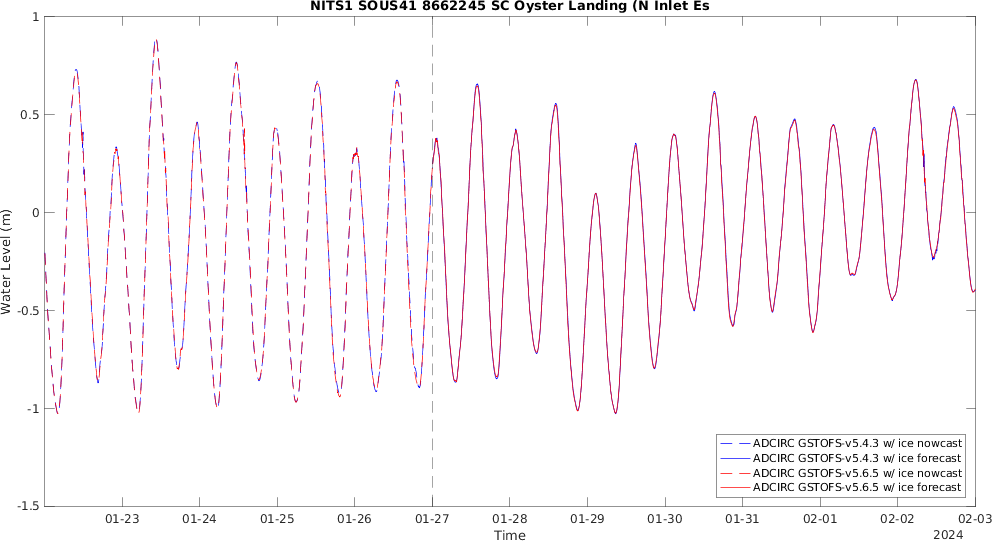 NITS1 SOUS41 8662245 SC Oyster Landing (N Inlet Es
Water Level (m)
1
0.5
0
-0.5
-1
-1.5
ADCIRC GSTOFS-v5.4.3 w/ ice nowcast
ADCIRC GSTOFS-v5.4.3 w/ ice forecast
ADCIRC GSTOFS-v5.6.5 w/ ice nowcast
ADCIRC GSTOFS-v5.6.5 w/ ice forecast
01-23 01-24 01-25 01-26 01-27 01-28 01-29 01-30 01-31 02-01 02-02 02-03
Time
2024